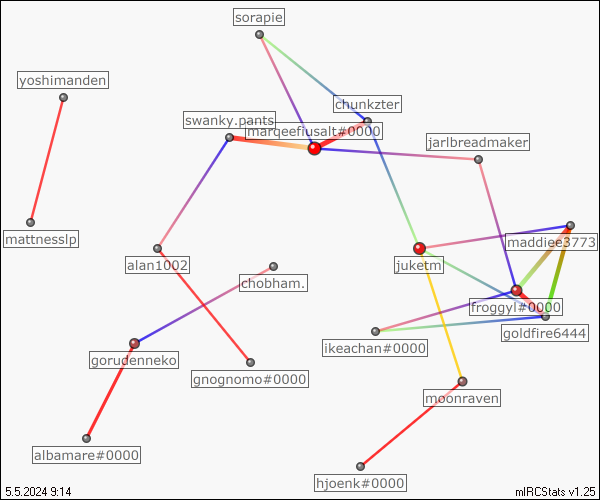 sorapie
yoshimanden
chunkzter
swanky.pants
marqeefiusalt#0000
jarlbreadmaker
mattnesslp
maddiee3773
alan1002
juketm
chobham.
froggyl#0000
goldfire6444
ikeachan#0000
gorudenneko
gnognomo#0000
moonraven
albamare#0000
hjoenk#0000
5.5.2024 9:14
mIRCStats v1.25